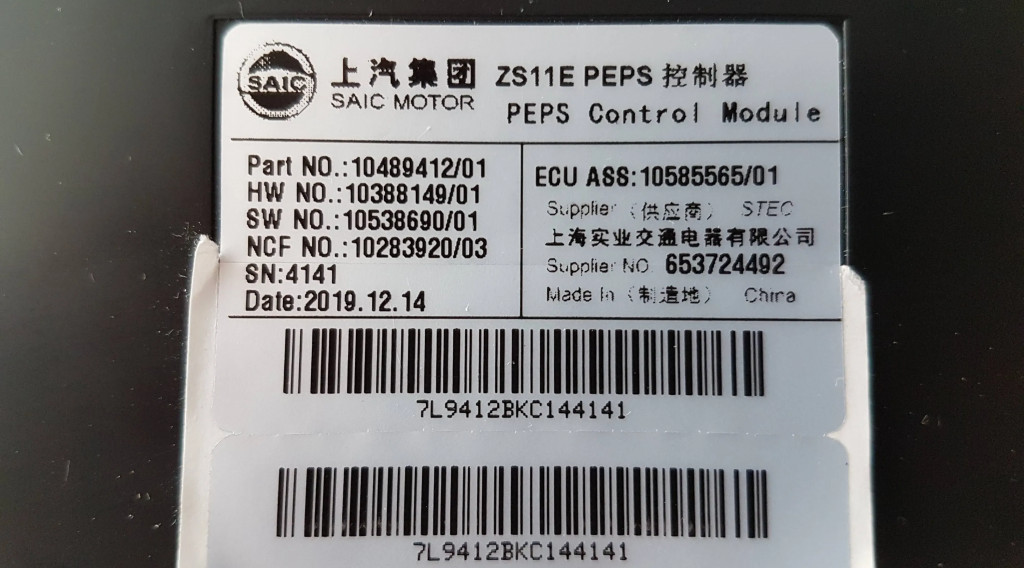 SAIC 上汽集团 ZS11E PEPS 控制器
SAIC MOTOR PEPS Control Module
Part NO.:10489412/01
HW NO.:10388149/01
SW NO.:10538690/01
NCF NO.:10283920/03
SN:4141
Date:2019.12.14
ECU ASS:10585565/01
Supplier（供应商） STEC
上海实业交通电器有限公司
Supplier NO 653724492
Made In（制造地） China
7L9412BKC144141
7L9412BKC144141